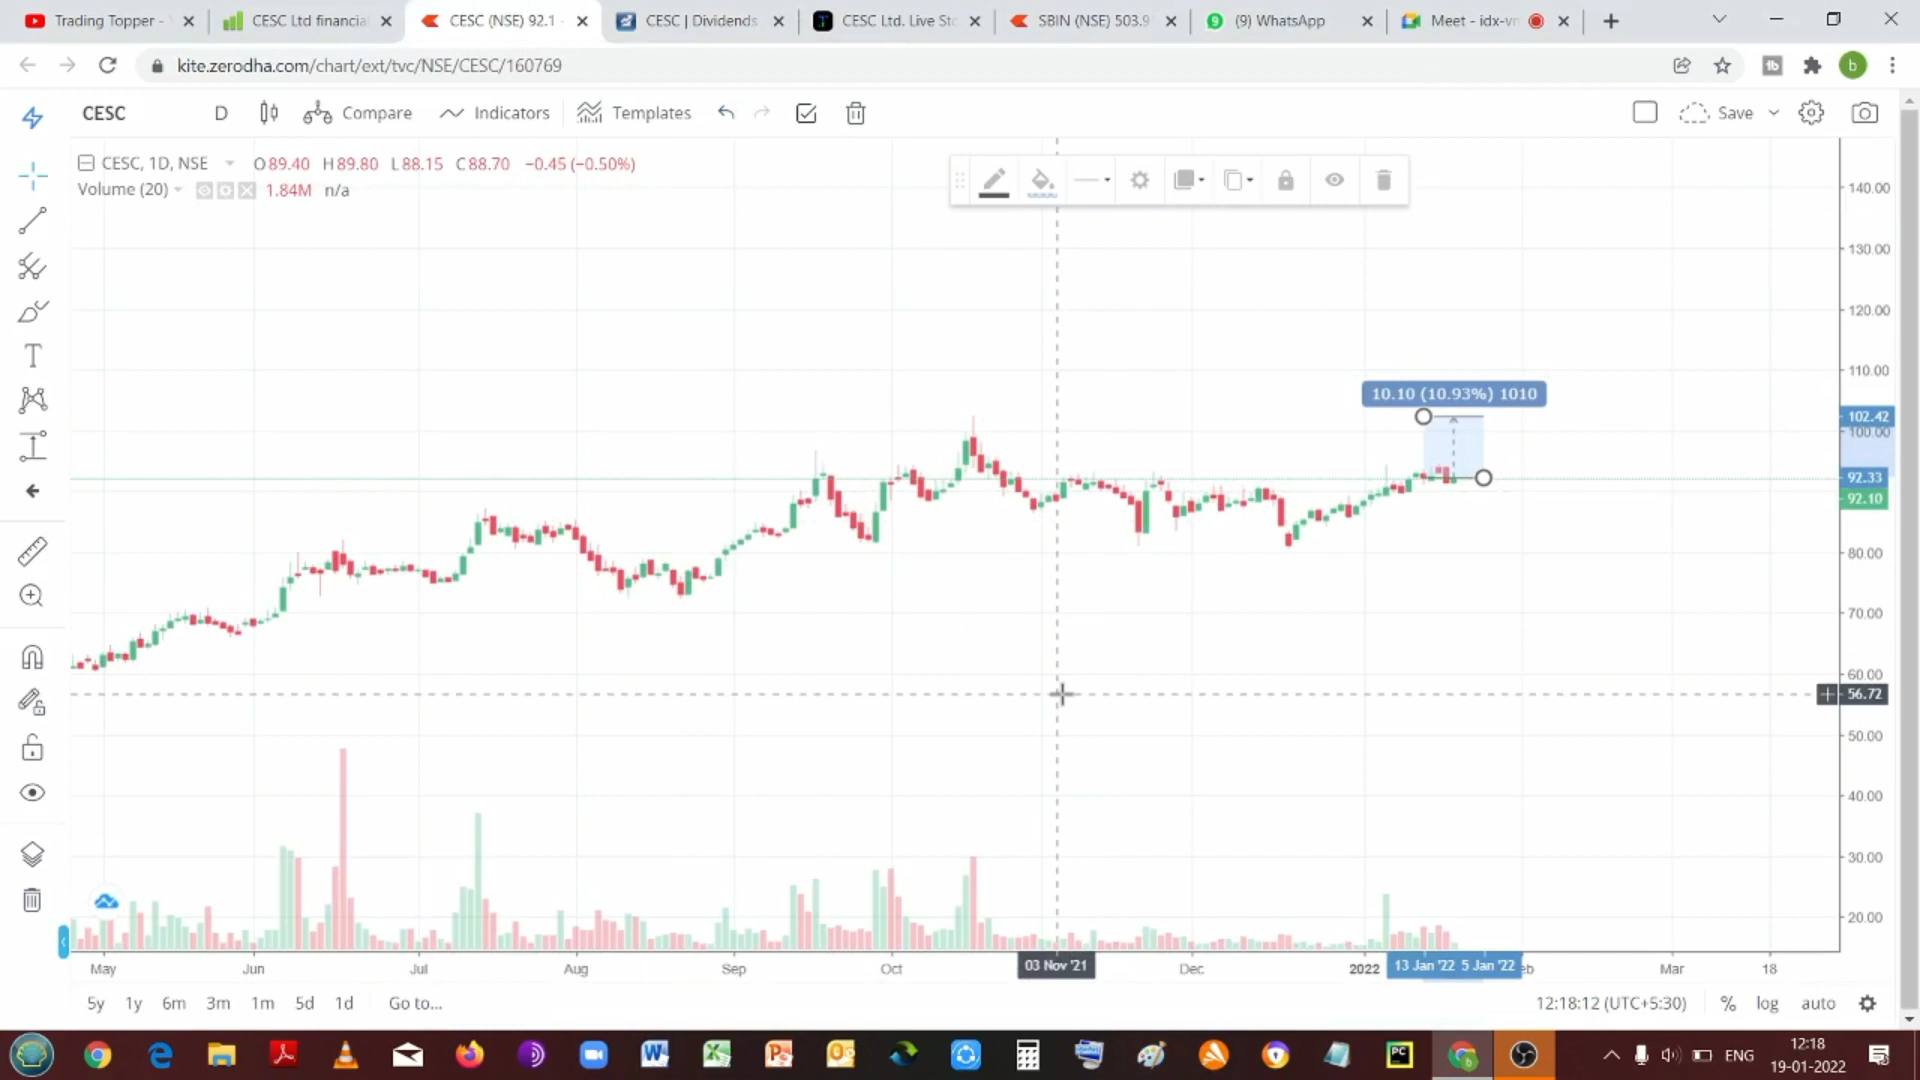 Trading Topper -
CESC Ltd financial
CESC (NSE) 92.1
CESC | Dividends
CESC Ltd. Live Sto
SBIN (NSE) 503.9
(9) WhatsApp
Meet - idx-vn
kite.zerodha.com/chart/ext/tvc/NSE/CESC/160769
b
CESC D Compare Indicators Templates Save
CESC, 1D, NSE O89.40 H89.80 L88.15 C88.70 −0.45 (−0.50%)
Volume (20) 1.84M n/a
140.00
130.00
120.00
110.00
10.10 (10.93%) 1010
102.42
100.00
92.33
92.10
80.00
70.00
60.00
56.72
50.00
40.00
30.00
20.00
May Jun Jul Aug Sep Oct 03 Nov '21 Dec 2022 13 Jan '22 5 Jan '22 eb Mar 18
5y 1y 6m 3m 1m 5d 1d Go to... 12:18:12 (UTC+5:30) % log auto
ENG
12:18
19-01-2022